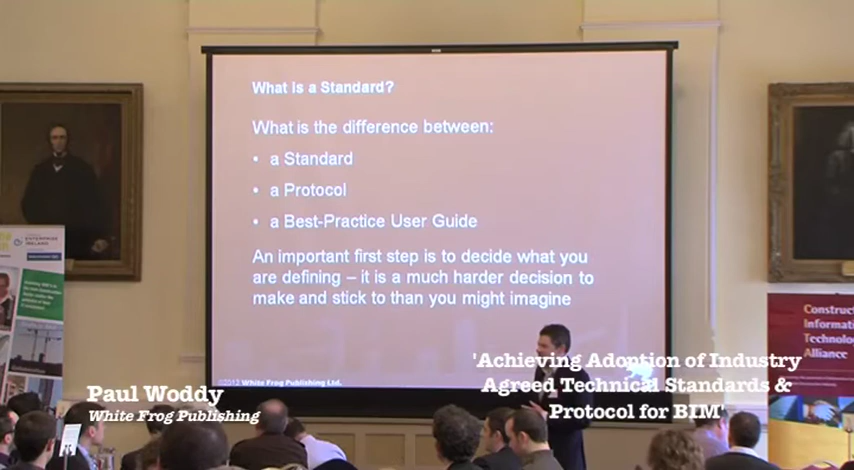 What is a Standard?
What is the difference between:
• a Standard
• a Protocol
• a Best-Practice User Guide
An important first step is to decide what you
are defining – it is a much harder decision to
make and stick to than you might imagine
©2012 White Frog Publishing Ltd.
ENTERPRISE
IRELAND
Construct
Informati
Technolo
Alliance
Paul Woddy
White Frog Publishing
'Achieving Adoption of Industry
Agreed Technical Standards &
Protocol for BIM'